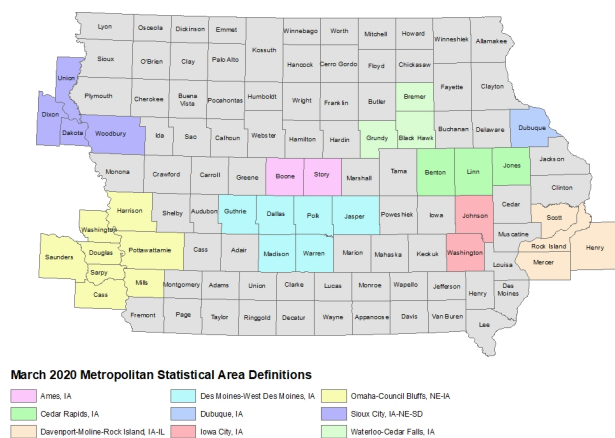 Lyon Osceola Dickinson Emmet Winnebago Worth Mitchell Howard Winneshiek Allamakee
Kossuth
Sioux O'Brien Clay Palo Alto Hancock Cerro Gordo Floyd Chickasaw
Union
Plymouth Cherokee Buena Vista Pocahontas Humboldt Wright Franklin Butler Bremer Fayette Clayton
Dixon Dakota Woodbury Ida Sac Calhoun Webster Hamilton Hardin Grundy Black Hawk Buchanan Delaware Dubuque
Monona Crawford Carroll Greene Boone Story Marshall Tama Benton Linn Jones Jackson
Clinton
Harrison Shelby Audubon Guthrie Dallas Polk Jasper Poweshiek Iowa Johnson Cedar Scott
Washington Muscatine
Saunders Douglas Pottawattamie Cass Adair Madison Warren Marion Mahaska Keokuk Washington Louisa Rock Island Henry
Sarpy Mercer
Cass Mills Montgomery Adams Union Clarke Lucas Monroe Wapello Jefferson Henry Des Moines
Fremont Page Taylor Ringgold Decatur Wayne Appanoose Davis Van Buren Lee
March 2020 Metropolitan Statistical Area Definitions
Ames, IA Des Moines-West Des Moines, IA Omaha-Council Bluffs, NE-IA
Cedar Rapids, IA Dubuque, IA Sioux City, IA-NE-SD
Davenport-Moline-Rock Island, IA-IL Iowa City, IA Waterloo-Cedar Falls, IA